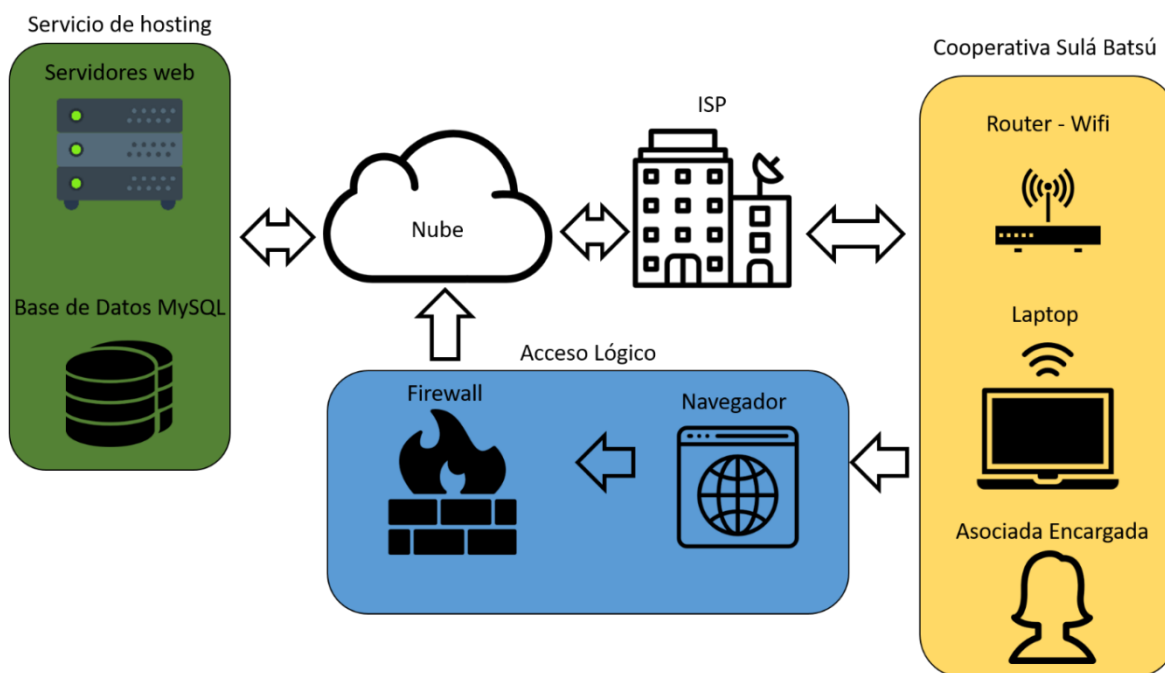 Servicio de hosting
Servidores web
Base de Datos MySQL
Nube
ISP
Acceso Lógico
Firewall
Navegador
Cooperativa Sulá Batsú
Router - Wifi
Laptop
Asociada Encargada